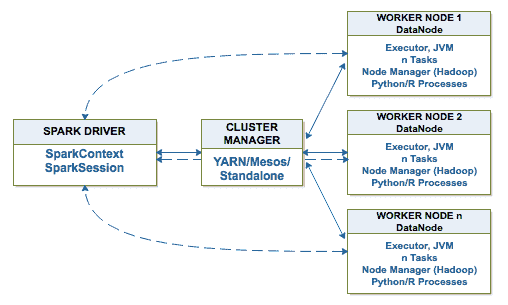 SPARK DRIVER
SparkContext
SparkSession
CLUSTER
MANAGER
YARN/Mesos/
Standalone
WORKER NODE 1
DataNode
Executor, JVM
n Tasks
Node Manager (Hadoop)
Python/R Processes
WORKER NODE 2
DataNode
Executor, JVM
n Tasks
Node Manager (Hadoop)
Python/R Processes
WORKER NODE n
DataNode
Executor, JVM
n Tasks
Node Manager (Hadoop)
Python/R Processes